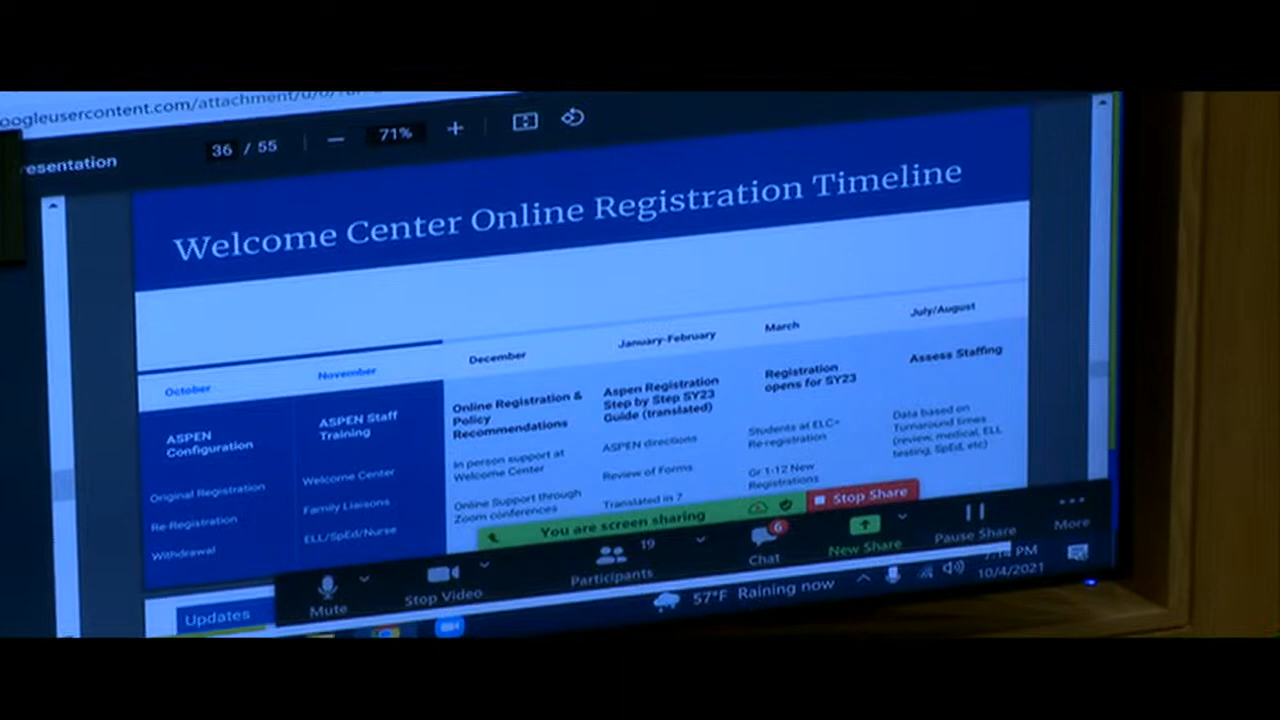 oogleusercontent.com/attachment/u/0/
resentation
36 / 55
71%
Welcome Center Online Registration Timeline
October
November
December
January-February
March
July/August
ASPEN
Configuration
Original Registration
Re-Registration
Withdrawal
ASPEN Staff
Training
Welcome Center
Family Liaisons
ELL/SpEd/Nurse
Online Registration &
Policy
Recommendations
In person support at
Welcome Center
Online Support through
Zoom conferences
Aspen Registration
Step by Step SY23
Guide (translated)
ASPEN directions
Review of Forms
Translated in 7
Registration
opens for SY23
Students at ELC=
Re-registration
Gr 1-12 New
Registrations
Assess Staffing
Data based on
Turnaround times
(review, medical, ELL
testing, SpEd, etc)
You are screen sharing
Stop Share
Mute
Stop Video
Participants
19
Chat
6
New Share
Pause Share
More
Updates
57°F Raining now
PM
10/4/2021